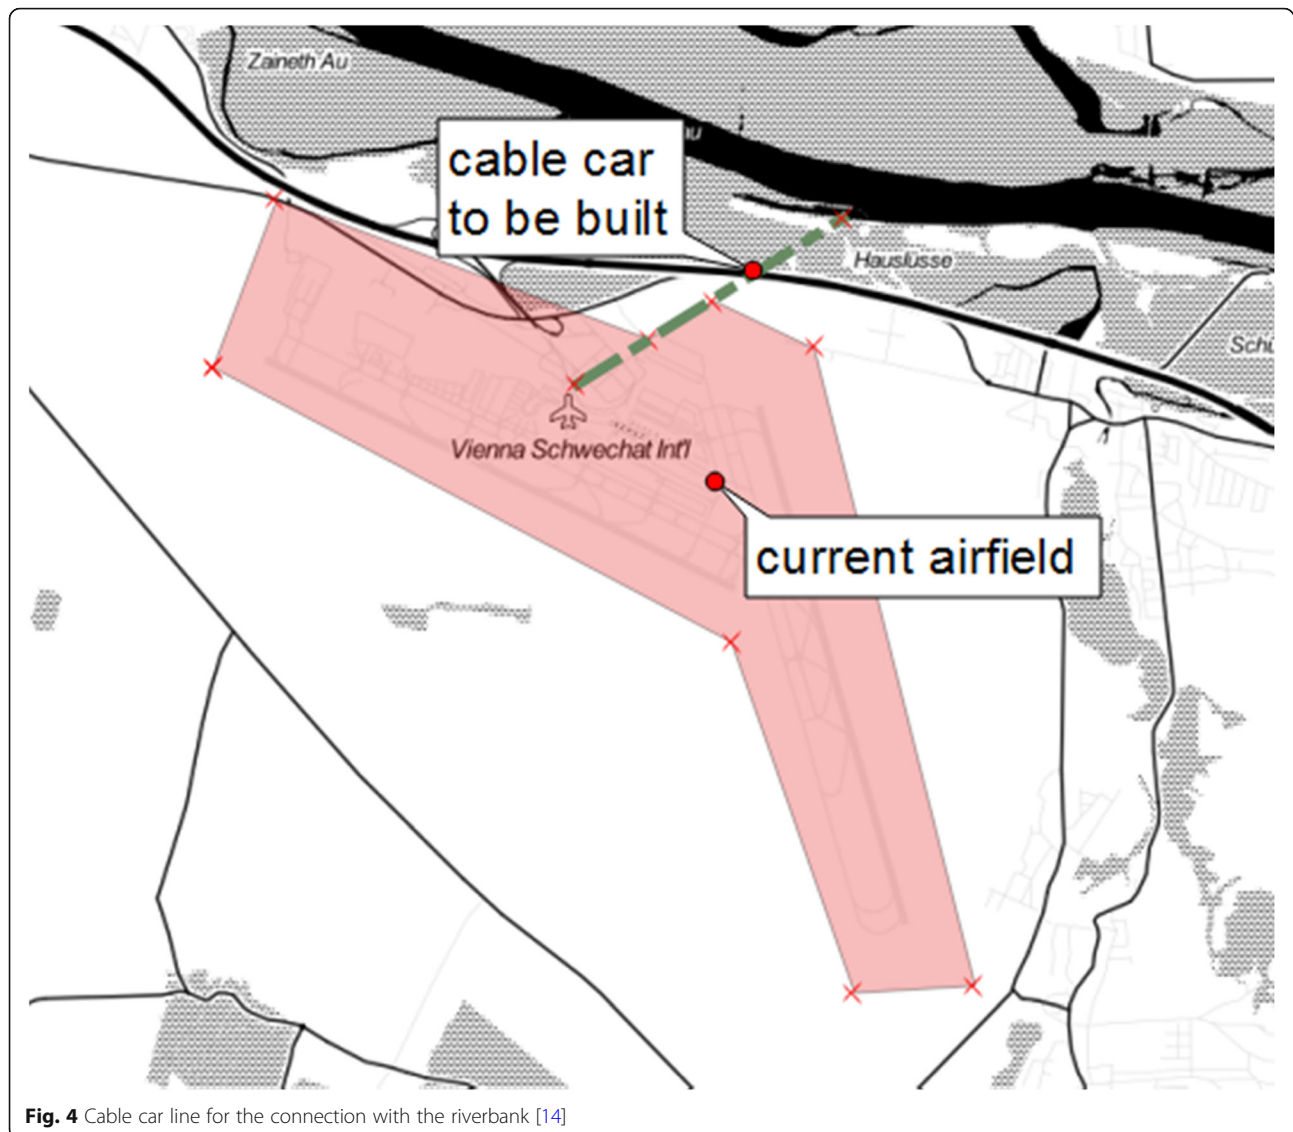 Zaineth Au
cable car
to be built
Hauslüsse
Vienna Schwechat Int'l
current airfield
Fig. 4 Cable car line for the connection with the riverbank [14]